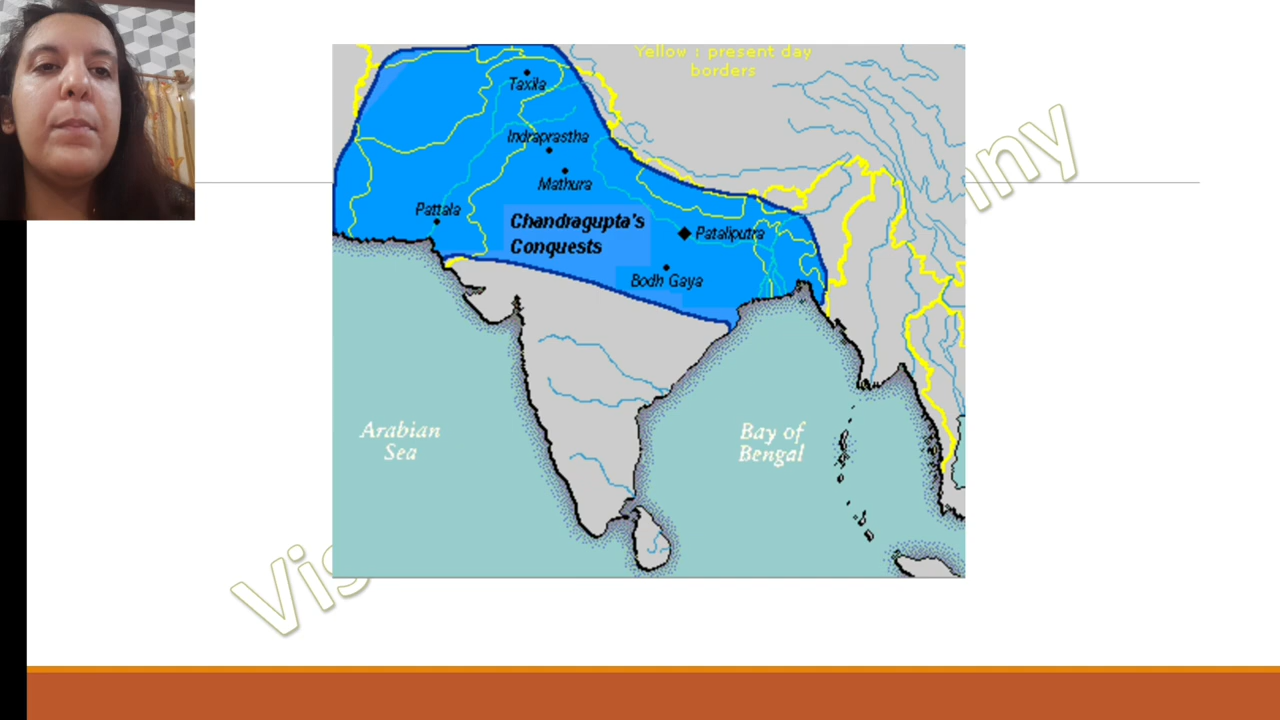 Yellow : present day
borders
Taxila
Indraprastha
Mathura
Pattala
Chandragupta's
Conquests
Pataliputra
Bodh Gaya
Arabian
Sea
Bay of
Bengal